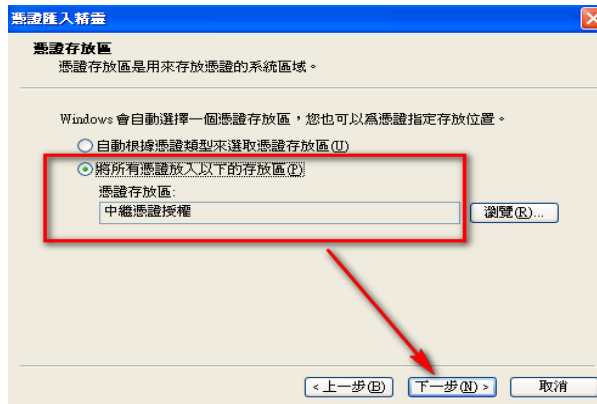 憑證匯入精靈
憑證存放區
憑證存放區是用來存放憑證的系統區域。
Windows 會自動選擇一個憑證存放區，您也可以為憑證指定存放位置。
自動根據憑證類型來選取憑證存放區(U)
將所有憑證放入以下的存放區(P)
憑證存放區:
中繼憑證授權
瀏覽(R)...
< 上一步(B)
下一步(N) >
取消